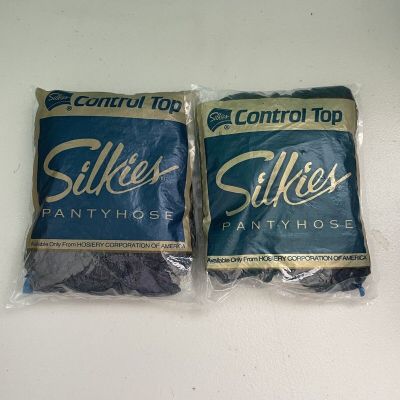 Silkies ® Control Top
Silkies
PANTYHOSE
Available Only From HOSIERY CORPORATION OF AMERICA
Silkies ® Control Top
Silkies
PANTYHOSE
Available Only From HOSIERY CORPORATION OF AMERICA